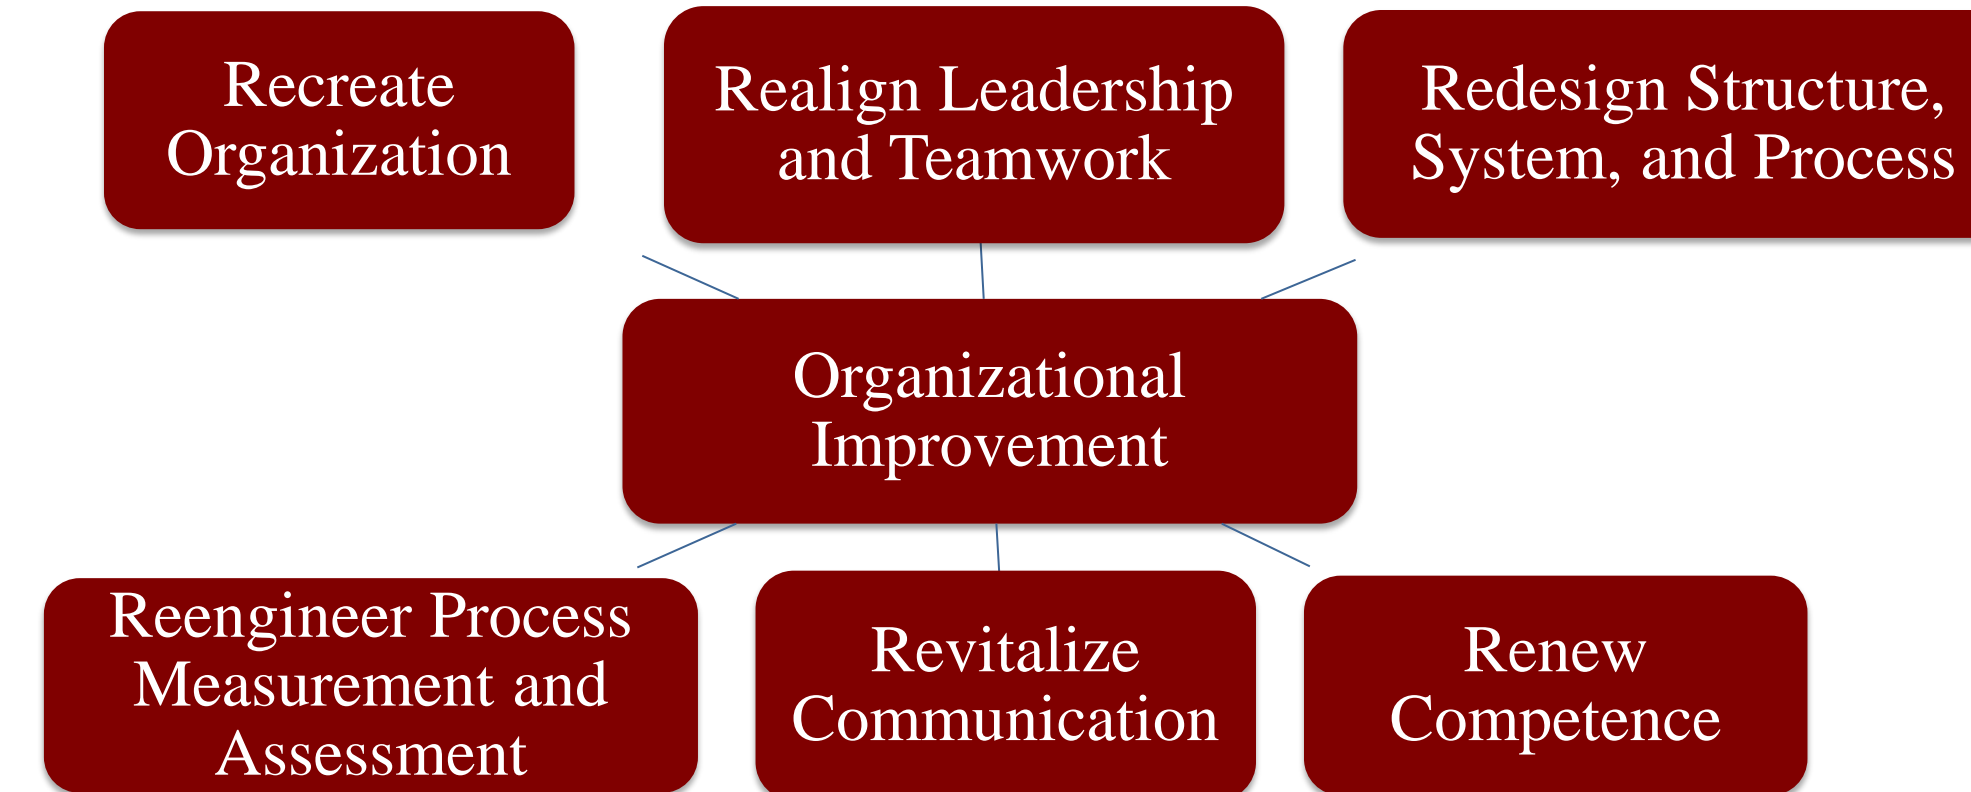 Recreate
Organization
Realign Leadership
and Teamwork
Redesign Structure,
System, and Process
Organizational
Improvement
Reengineer Process
Measurement and
Assessment
Revitalize
Communication
Renew
Competence